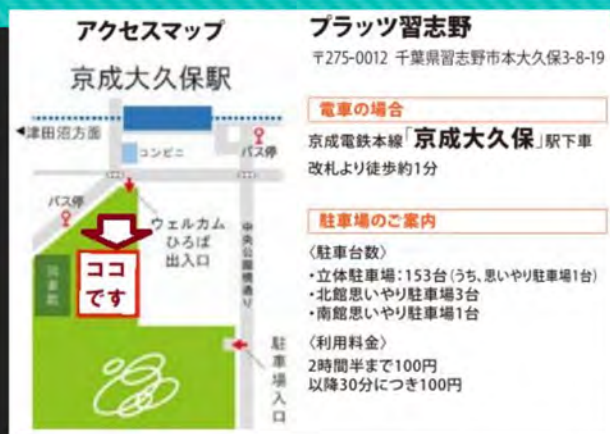 アクセスマップ
京成大久保駅
◀津田沼方面
コンビニ
バス停
バス停
ウェルカム
ひろば
出入口
中央公園横通り
図書館
ココ
です
駐車場入口
プラッツ習志野
〒275-0012 千葉県習志野市本大久保3-8-19
電車の場合
京成電鉄本線「京成大久保」駅下車
改札より徒歩約1分
駐車場のご案内
〈駐車台数〉
・立体駐車場：153台(うち、思いやり駐車場1台)
・北館思いやり駐車場3台
・南館思いやり駐車場1台
〈利用料金〉
2時間半まで100円
以降30分につき100円